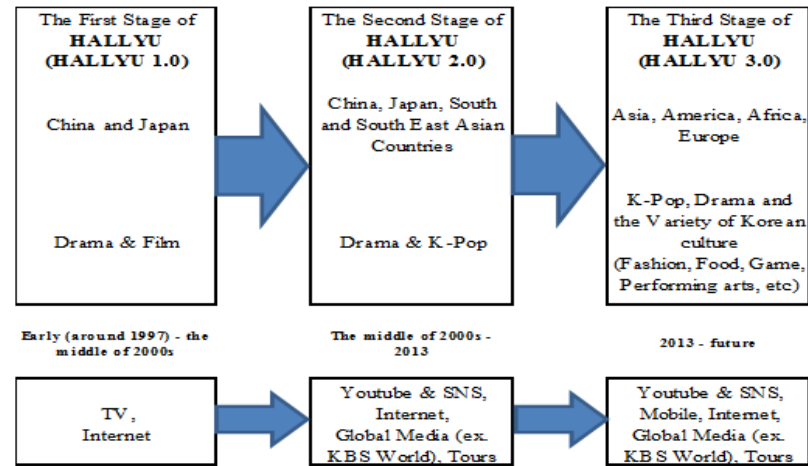 The First Stage of
HALLYU
(HALLYU 1.0)
China and Japan
Drama & Film
The Second Stage of
HALLYU
(HALLYU 2.0)
China, Japan, South
and South East Asian
Countries
Drama & K-Pop
The Third Stage of
HALLYU
(HALLYU 3.0)
Asia, America, Africa,
Europe
K-Pop, Drama and
the Variety of Korean
culture
(Fashion, Food, Game,
Performing arts, etc)
Early (around 1997) - the
middle of 2000s
The middle of 2000s -
2013
2013 - future
TV,
Internet
Youtube & SNS,
Internet,
Global Media (ex.
KBS World), Tours
Youtube & SNS,
Mobile, Internet,
Global Media (ex.
KBS World), Tours